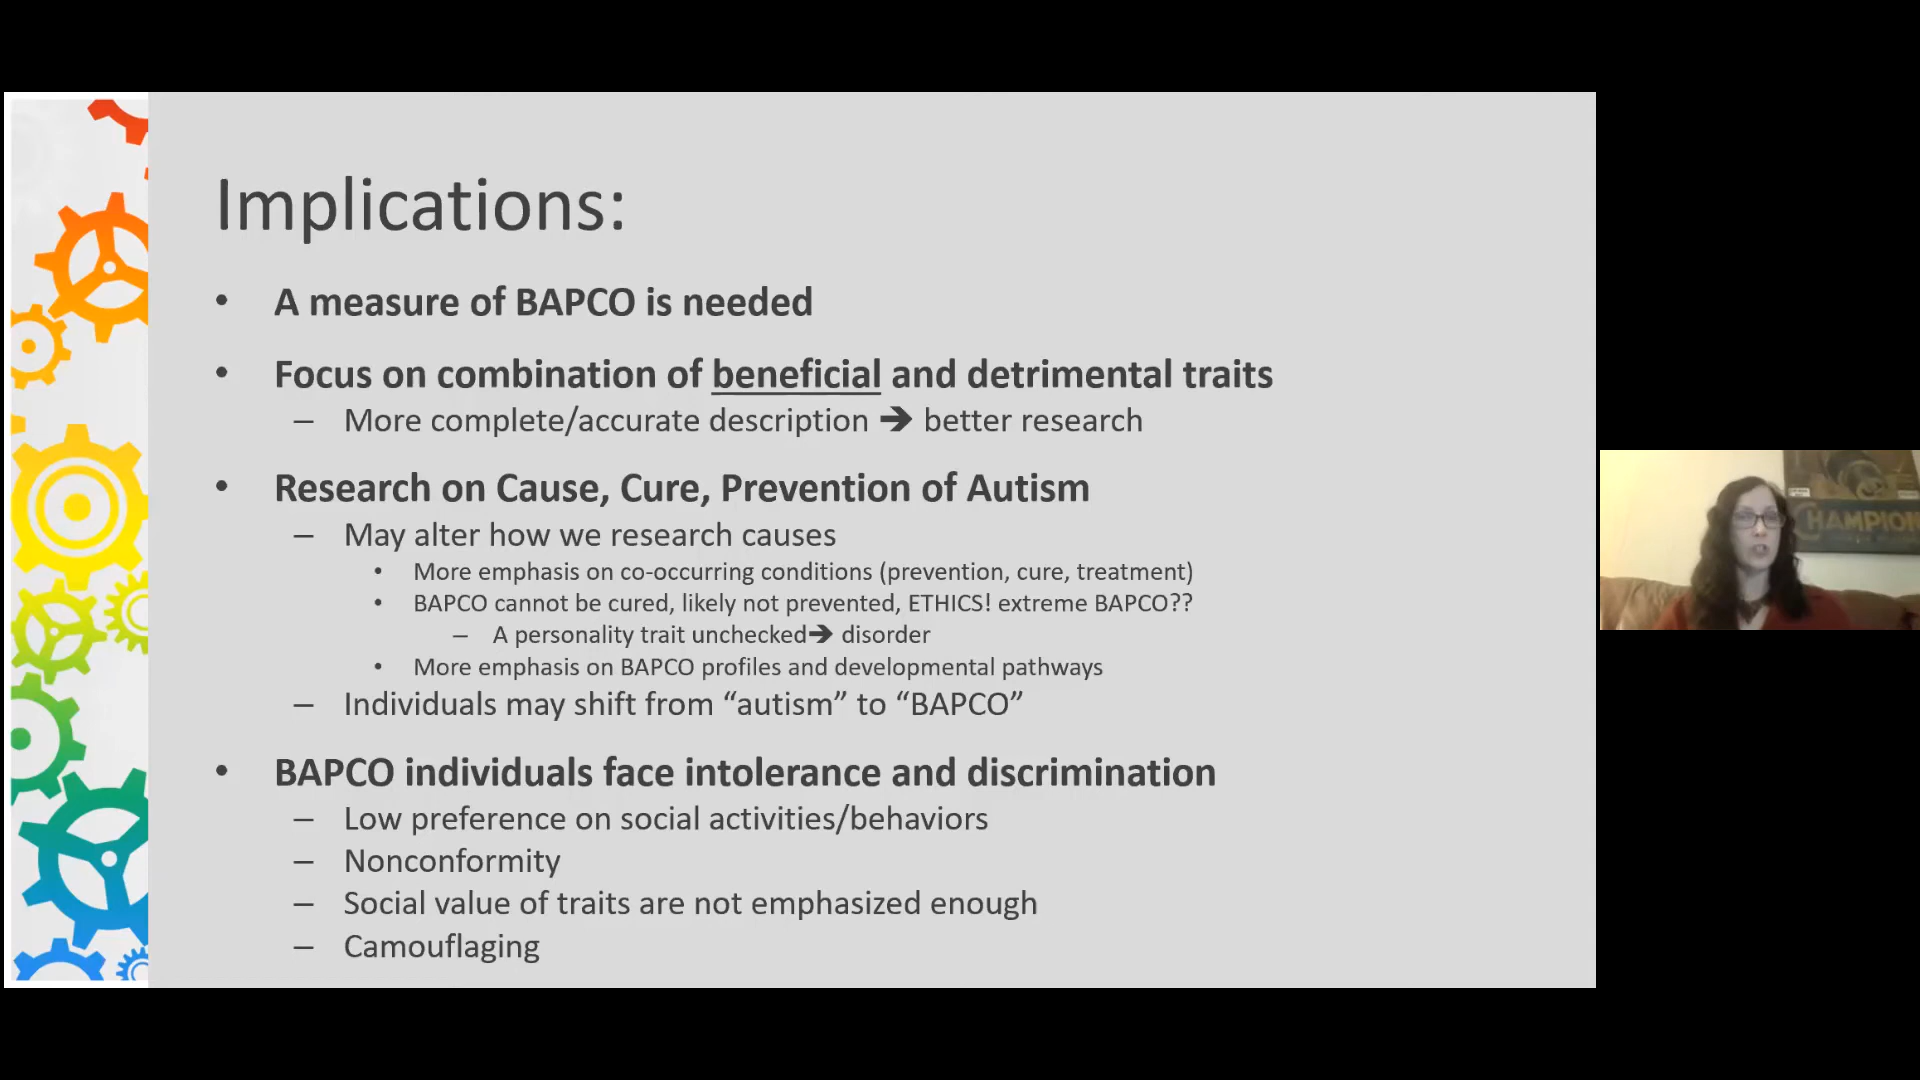 Implications:
• A measure of BAPCO is needed
• Focus on combination of beneficial and detrimental traits
– More complete/accurate description ➔ better research
• Research on Cause, Cure, Prevention of Autism
– May alter how we research causes
• More emphasis on co-occurring conditions (prevention, cure, treatment)
• BAPCO cannot be cured, likely not prevented, ETHICS! extreme BAPCO??
– A personality trait unchecked➔ disorder
• More emphasis on BAPCO profiles and developmental pathways
– Individuals may shift from “autism” to “BAPCO”
• BAPCO individuals face intolerance and discrimination
– Low preference on social activities/behaviors
– Nonconformity
– Social value of traits are not emphasized enough
– Camouflaging
CHAMPION